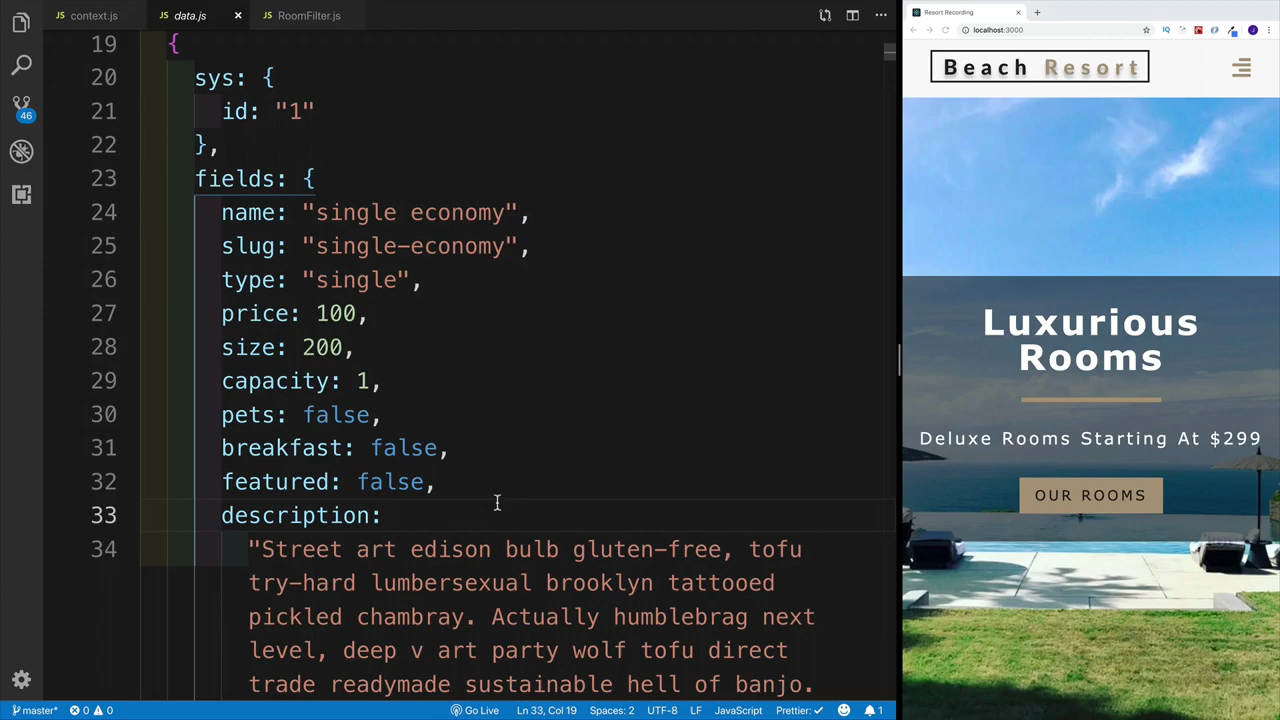 context.js
data.js
RoomFilter.js
Resort Recording
localhost:3000
19 {
20 sys: {
21 id: "1"
22 },
23 fields: {
24 name: "single economy",
25 slug: "single-economy",
26 type: "single",
27 price: 100,
28 size: 200,
29 capacity: 1,
30 pets: false,
31 breakfast: false,
32 featured: false,
33 description:
34 "Street art edison bulb gluten-free, tofu
try-hard lumbersexual brooklyn tattooed
pickled chambray. Actually humblebrag next
level, deep v art party wolf tofu direct
trade readymade sustainable hell of banjo.
46
Beach Resort
Luxurious
Rooms
Deluxe Rooms Starting At $299
OUR ROOMS
master*
0 0
Go Live
Ln 33, Col 19
Spaces: 2
UTF-8
LF
JavaScript
Prettier: ✓
1